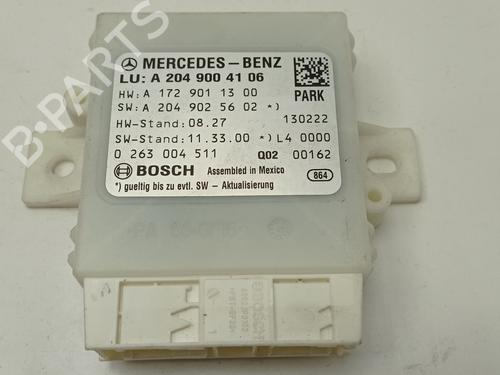 MERCEDES-BENZ
LU: A 204 900 41 06
HW: A 172 901 13 00
PARK
SW: A 204 902 56 02 *)
HW-Stand: 08.27
130222
SW-Stand: 11.33.00 *) L4 0000
0 263 004 511
Q02 00162
BOSCH
Assembled in Mexico
864
*) gueltig bis zu evtl. SW - Aktualisierung
B-PARTS